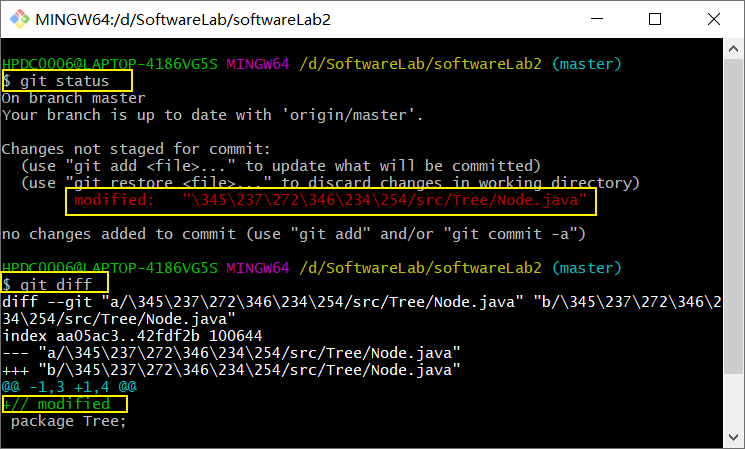 MINGW64:/d/SoftwareLab/softwareLab2
HPDC0006@LAPTOP-4186VG5S MINGW64 /d/SoftwareLab/softwareLab2 (master)
$ git status
On branch master
Your branch is up to date with 'origin/master'.
Changes not staged for commit:
(use "git add <file>..." to update what will be committed)
(use "git restore <file>..." to discard changes in working directory)
modified:   "\345\237\272\346\234\254/src/Tree/Node.java"
no changes added to commit (use "git add" and/or "git commit -a")
HPDC0006@LAPTOP-4186VG5S MINGW64 /d/SoftwareLab/softwareLab2 (master)
$ git diff
diff --git "a/\345\237\272\346\234\254/src/Tree/Node.java" "b/\345\237\272\346\2
34\254/src/Tree/Node.java"
index aa05ac3..42fdf2b 100644
--- "a/\345\237\272\346\234\254/src/Tree/Node.java"
+++ "b/\345\237\272\346\234\254/src/Tree/Node.java"
@@ -1,3 +1,4 @@
+// modified
package Tree;